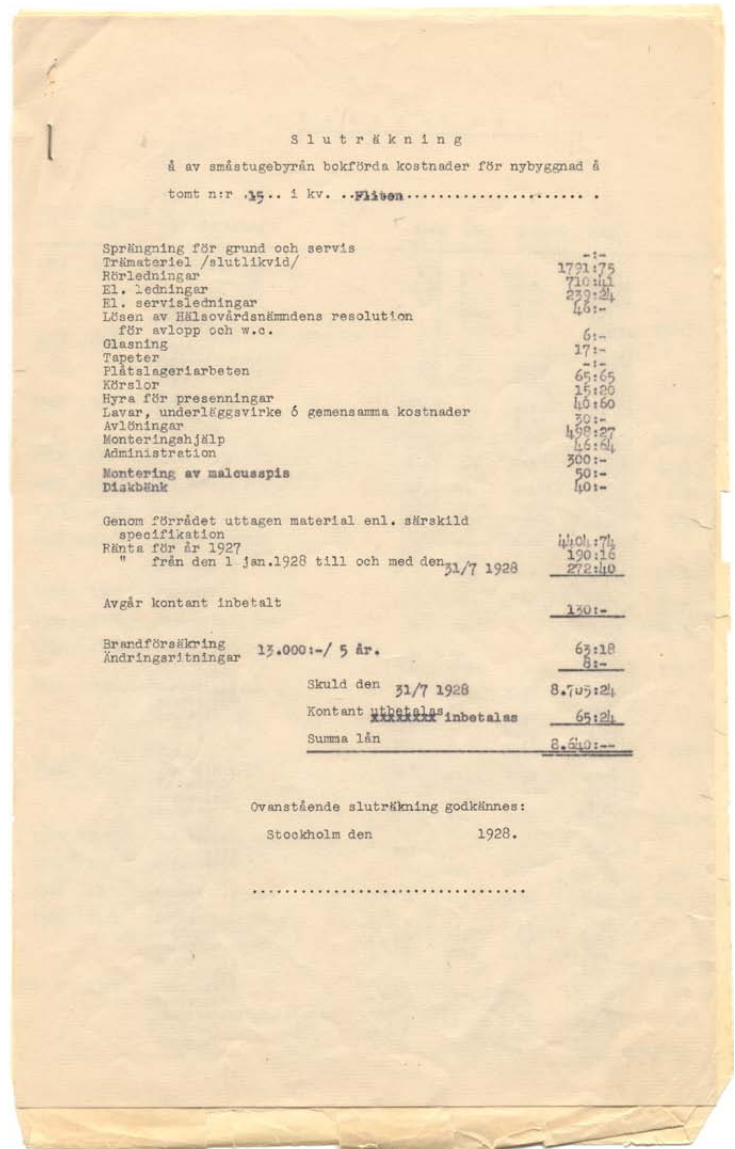 Sluträkning
å av småstugebyrån bokförda kostnader för nybyggnad å
tomt n:r .15.. i kv. ..Fliten....................... .
Sprängning för grund och servis -:-
Trämateriel /slutlikvid/ 1791:75
Rörledningar 710:41
El. ledningar 239:24
El. servisledningar 46:-
Lösen av Hälsovårdsnämndens resolution
för avlopp och w.c. 6:-
Glasning 17:-
Tapeter -:-
Plåtslageriarbeten 65:65
Körslor 15:20
Hyra för presenningar 40:60
Lavar, underläggsvirke ó gemensamma kostnader 30:-
Avlöningar 498:27
Monteringshjälp 46:64
Administration 300:-
Montering av malcusspis 50:-
Diskbänk 40:-
Genom förrådet uttagen material enl. särskild
specifikation 4404:74
Ränta för år 1927 190:16
" från den 1 jan.1928 till och med den 31/7 1928 272:40
Avgår kontant inbetalt 130:-
Brandförsäkring 13.000:-/ 5 år. 63:18
Ändringsritningar 8:-
Skuld den 31/7 1928 8.705:24
Kontant utbetalas inbetalas 65:24
Summa lån 8.640:--
Ovanstående sluträkning godkännes:
Stockholm den 1928.
..................................